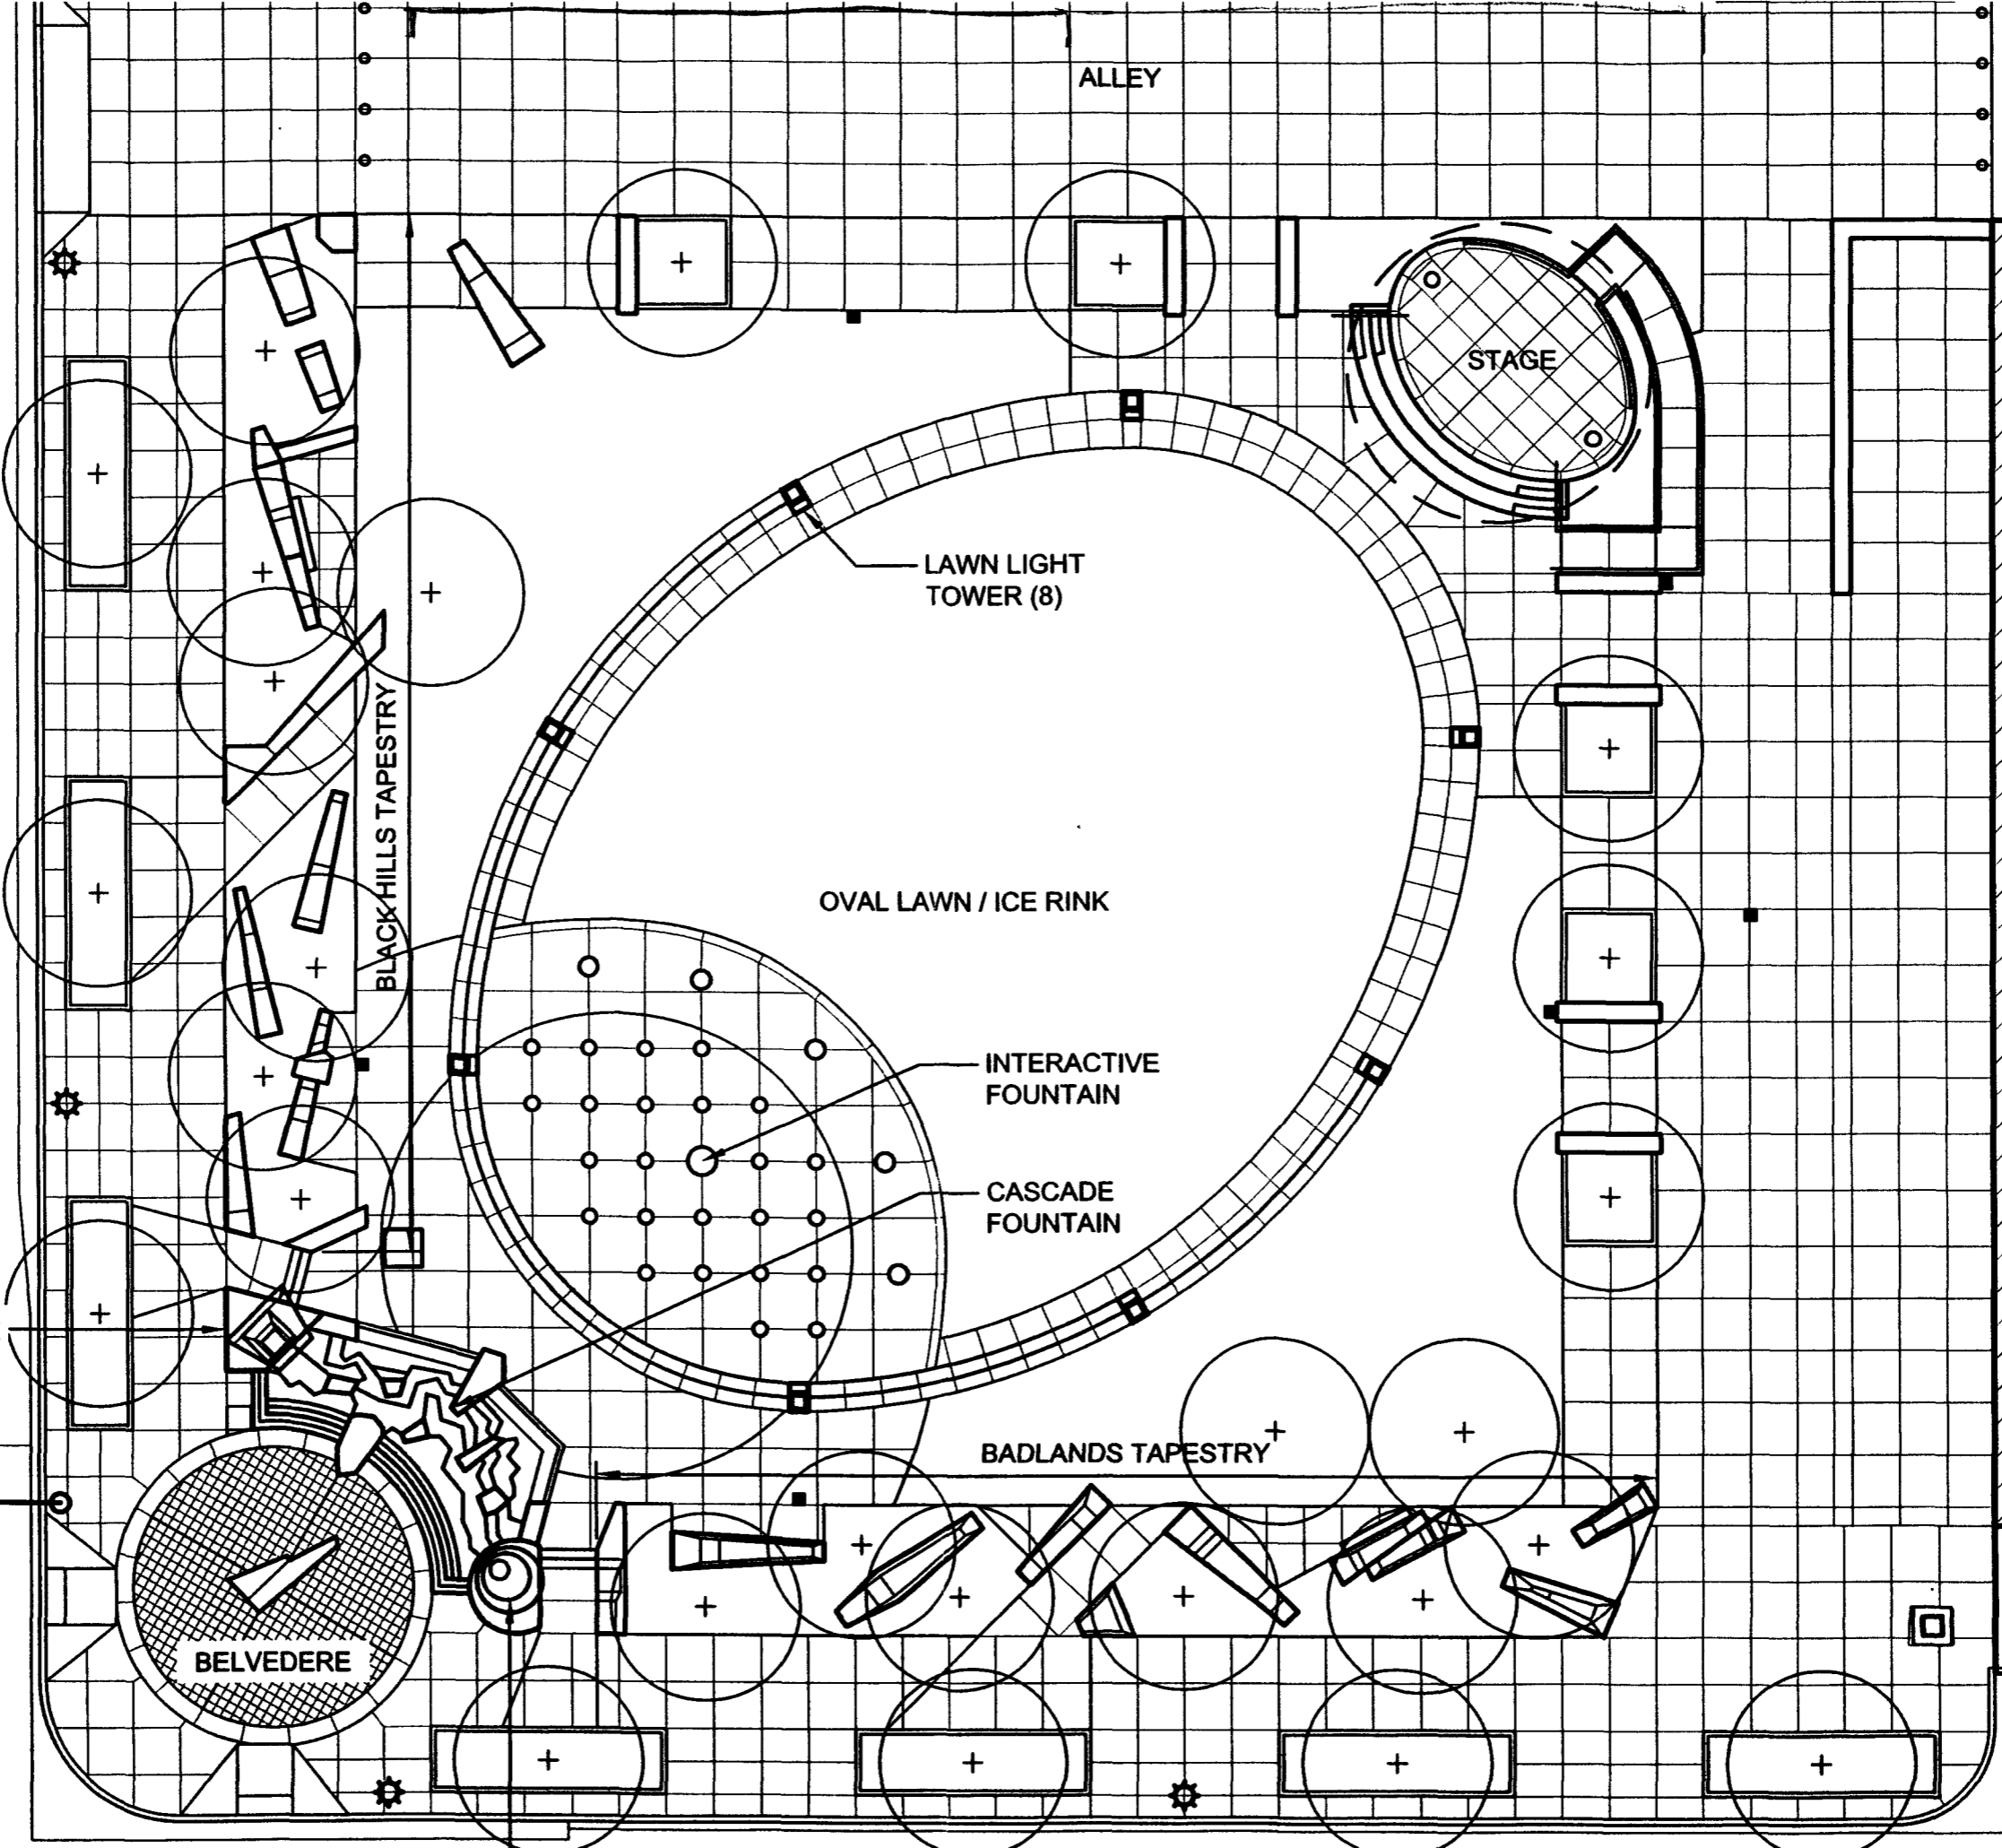 ALLEY
STAGE
LAWN LIGHT
TOWER (8)
BLACK HILLS TAPESTRY
OVAL LAWN / ICE RINK
INTERACTIVE
FOUNTAIN
CASCADE
FOUNTAIN
BADLANDS TAPESTRY
BELVEDERE